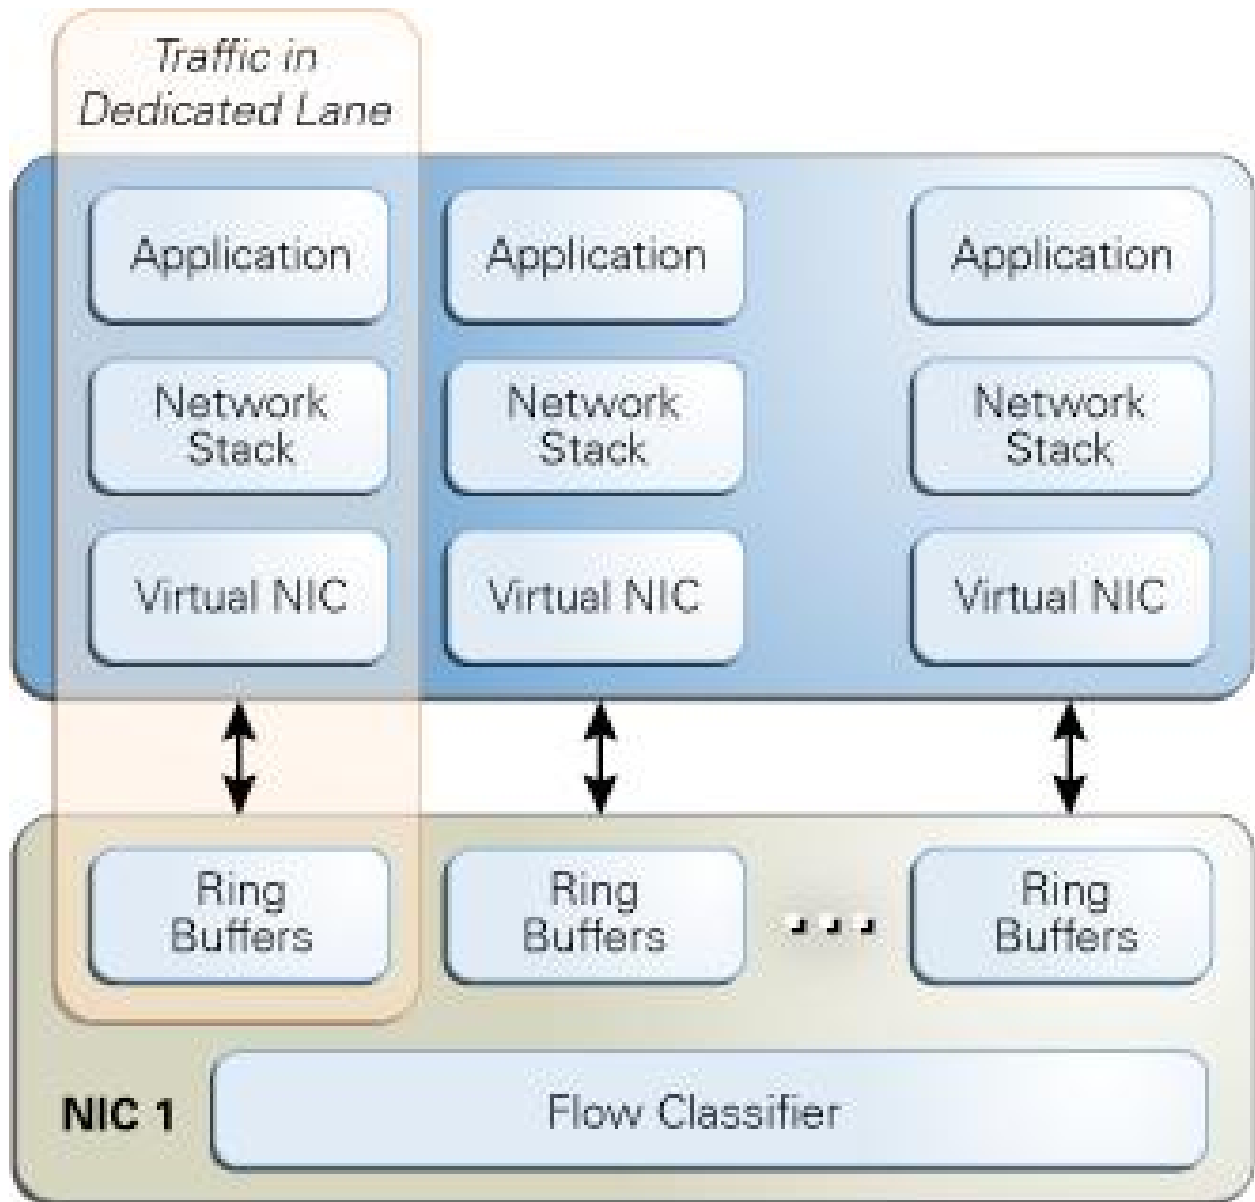 Traffic in
Dedicated Lane
Application
Application
Application
Network
Stack
Network
Stack
Network
Stack
Virtual NIC
Virtual NIC
Virtual NIC
Ring
Buffers
Ring
Buffers
...
Ring
Buffers
NIC 1
Flow Classifier